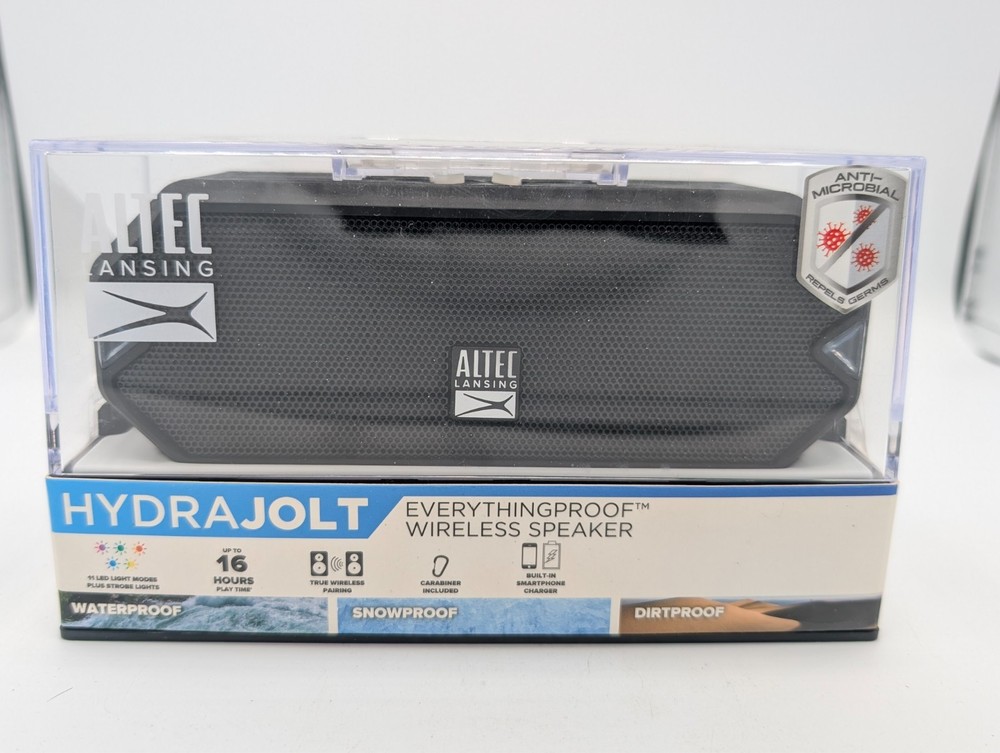 ALTEC
LANSING
ANTI-
MICROBIAL
REPELS GERMS
ALTEC
LANSING
HYDRAJOLT
EVERYTHINGPROOF™
WIRELESS SPEAKER
11 LED LIGHT MODES
PLUS STROBE LIGHTS
UP TO
16
HOURS
PLAY TIME*
TRUE WIRELESS
PAIRING
CARABINER
INCLUDED
BUILT-IN
SMARTPHONE
CHARGER
WATERPROOF
SNOWPROOF
DIRTPROOF